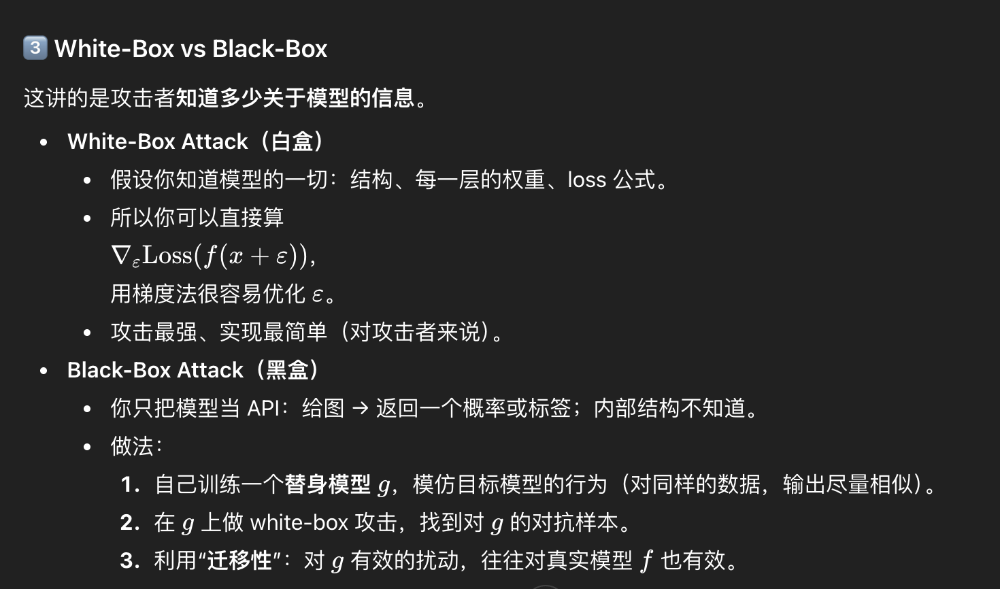 3 White-Box vs Black-Box
这讲的是攻击者知道多少关于模型的信息。
• White-Box Attack（白盒）
• 假设你知道模型的一切：结构、每一层的权重、loss 公式。
• 所以你可以直接算
∇_ε Loss(f(x + ε)),
用梯度法很容易优化 ε。
• 攻击最强、实现最简单（对攻击者来说）。
• Black-Box Attack（黑盒）
• 你只把模型当 API：给图 → 返回一个概率或标签；内部结构不知道。
• 做法：
1. 自己训练一个替身模型 g，模仿目标模型的行为（对同样的数据，输出尽量相似）。
2. 在 g 上做 white-box 攻击，找到对 g 的对抗样本。
3. 利用“迁移性”：对 g 有效的扰动，往往对真实模型 f 也有效。